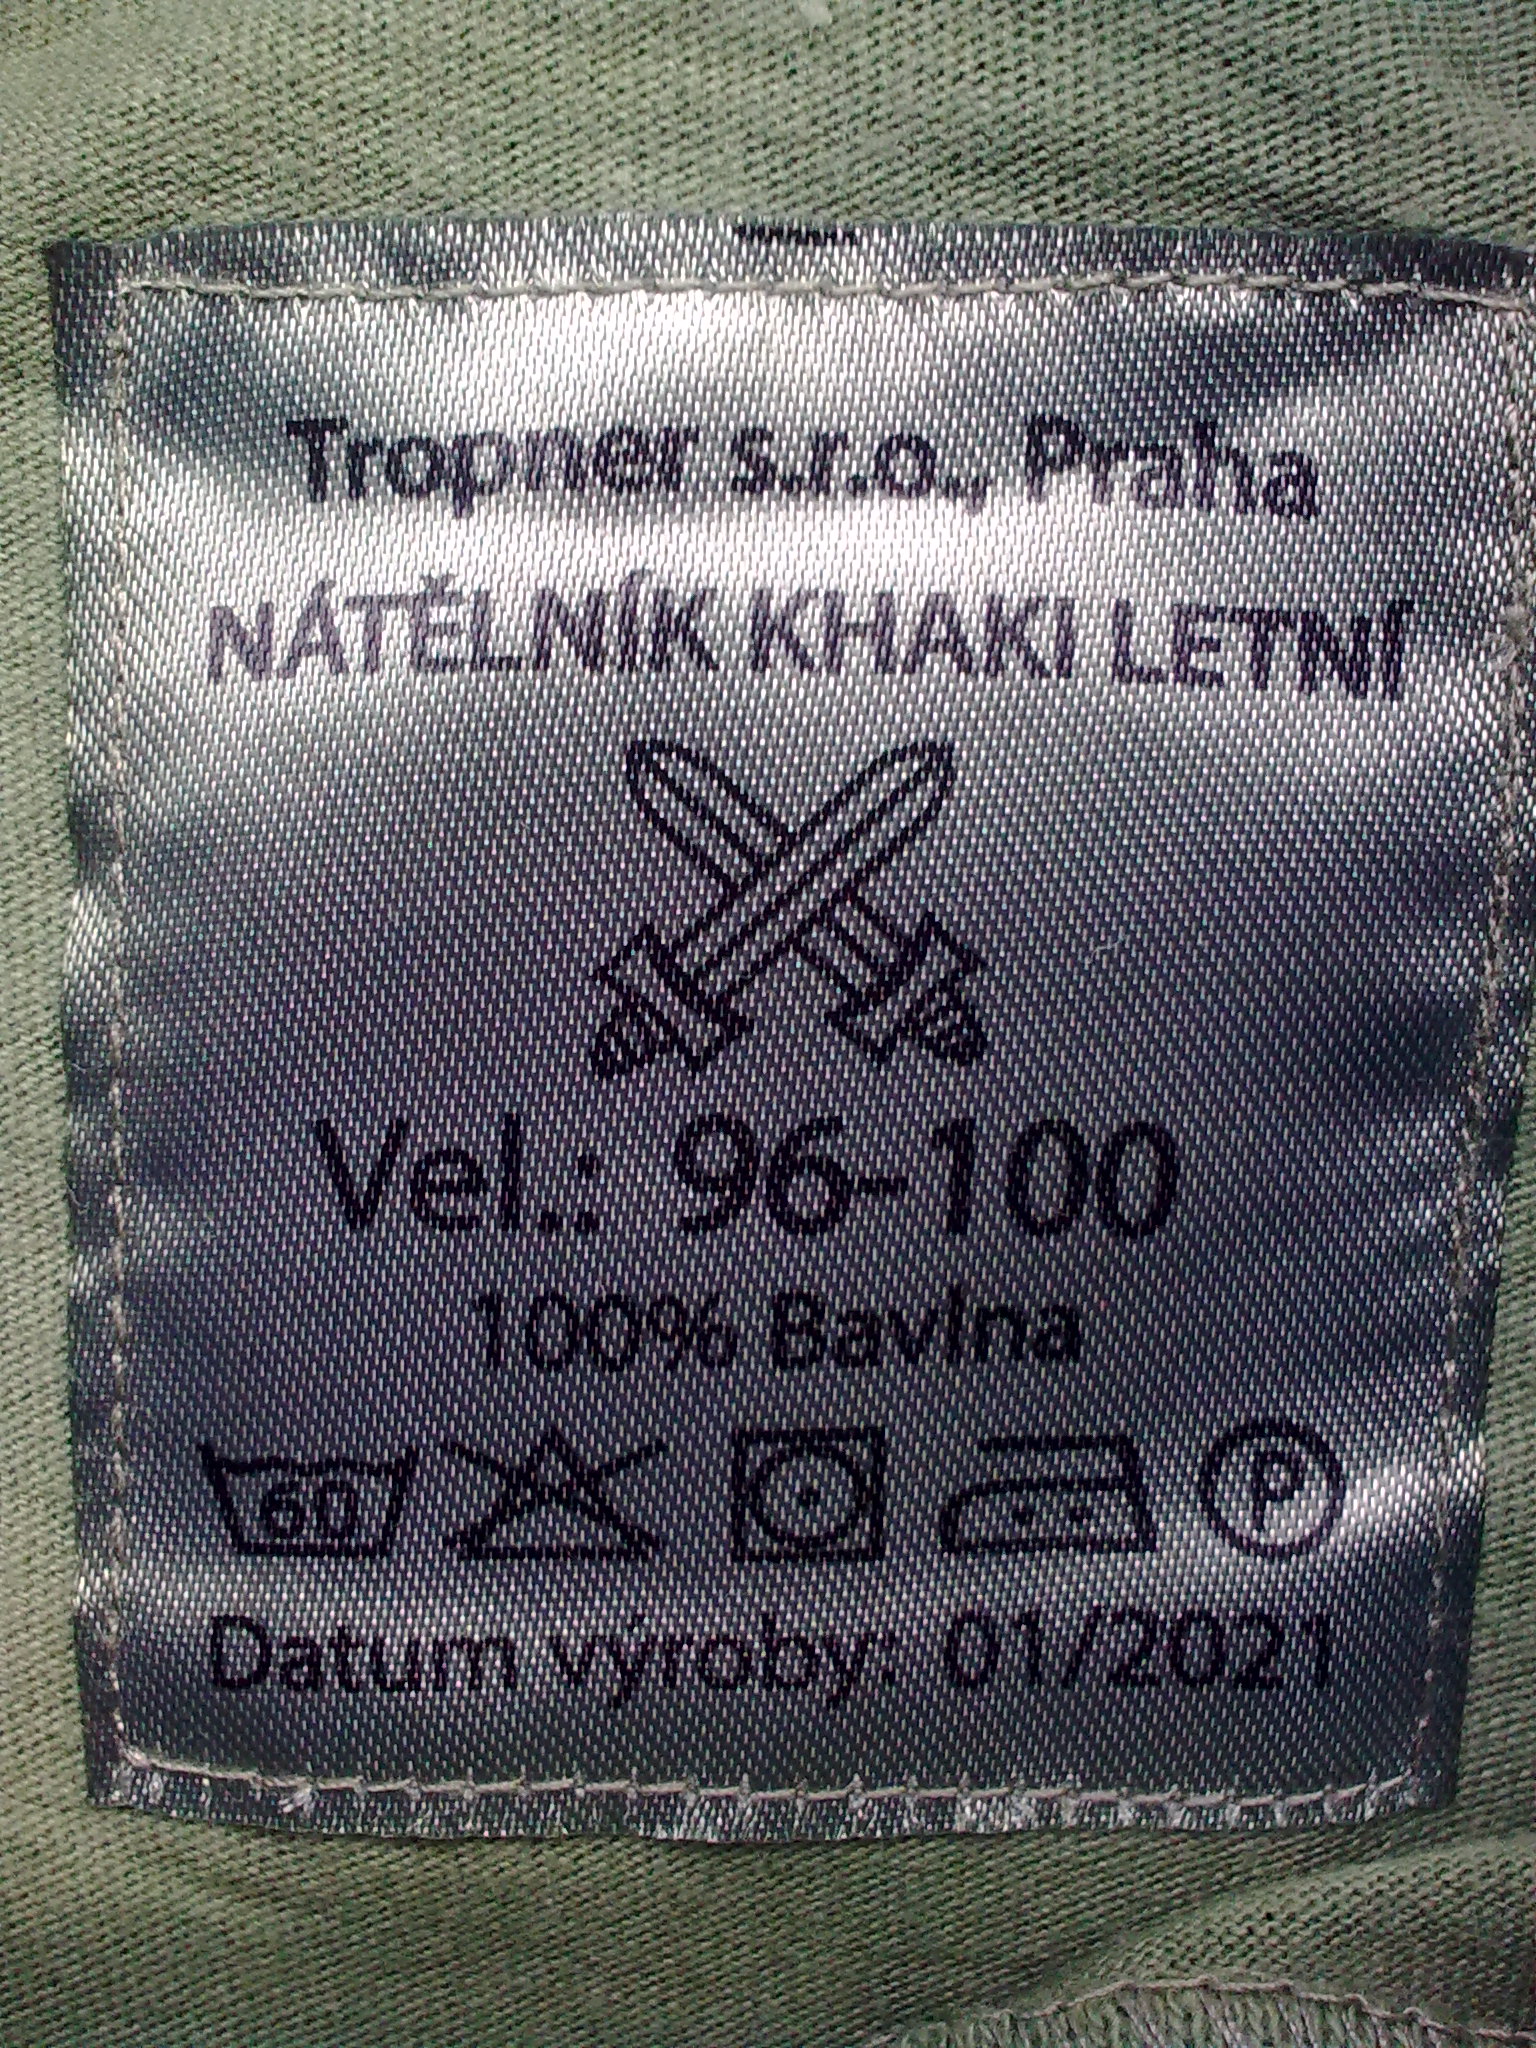 Tropner s.r.o., Praha
NÁTĚLNÍK KHAKI LETNÍ
Vel.: 96-100
100% Bavlna
60 P
Datum výroby: 01/2021